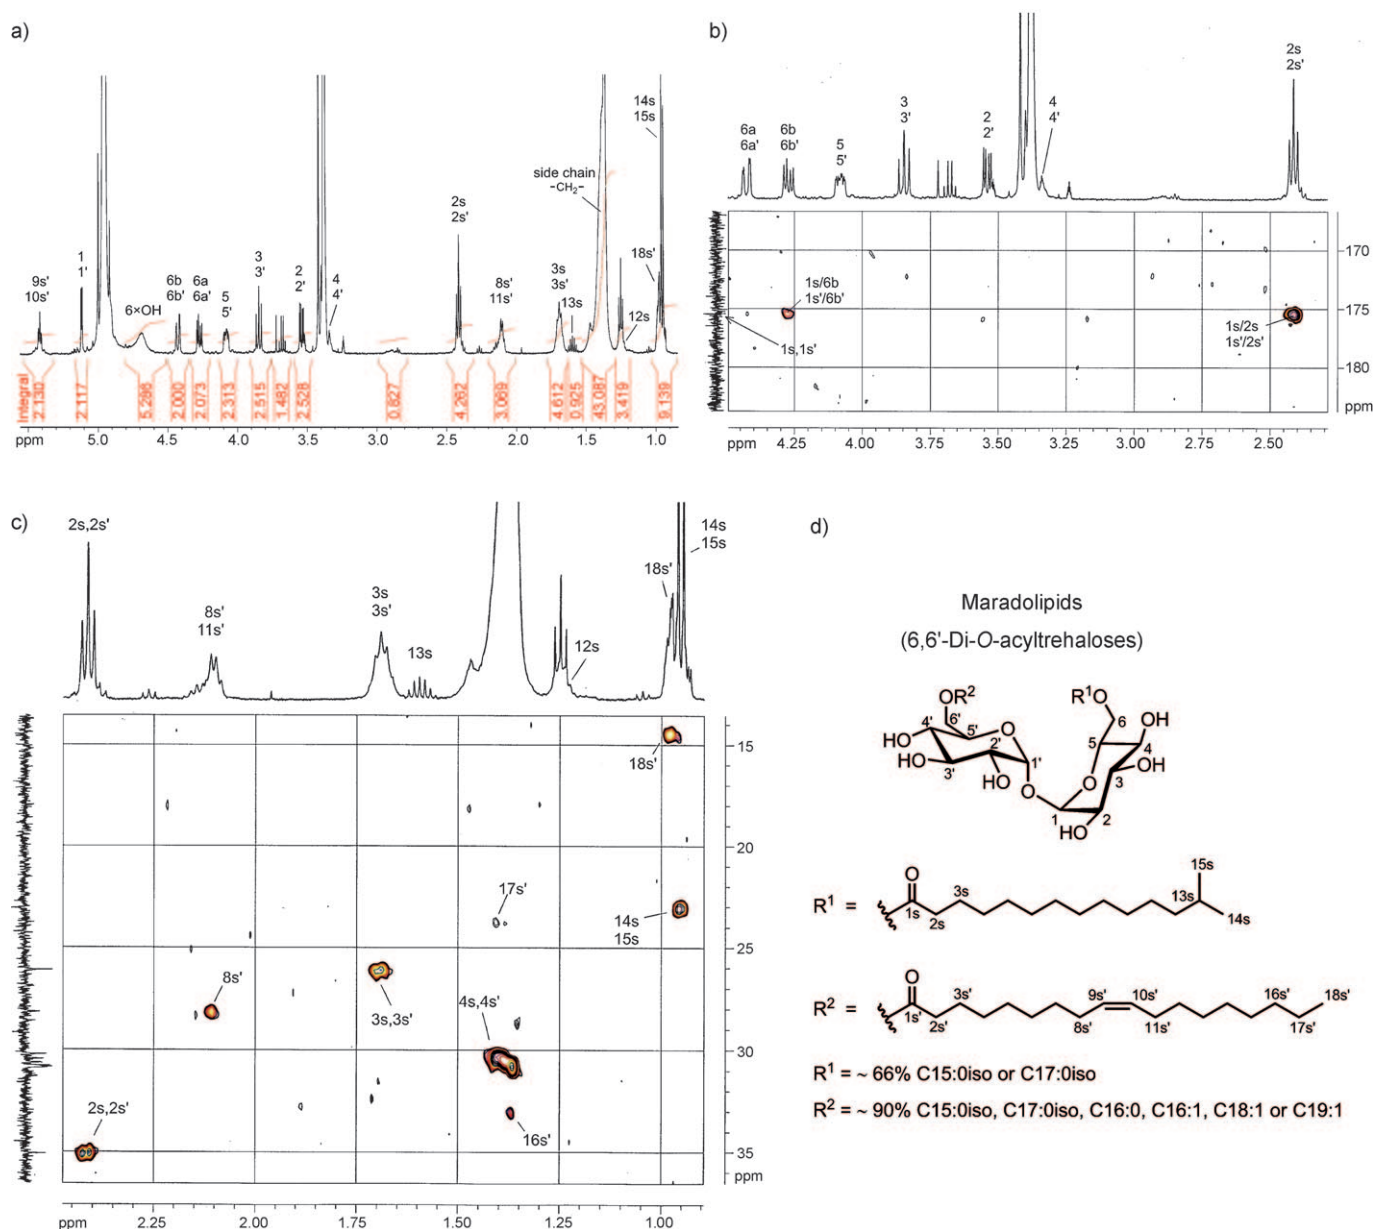 a)
9s'
10s'
1
1'
6×OH
6b
6b'
6a
6a'
5
5'
3
3'
2
2'
4
4'
2s
2s'
8s'
11s'
3s
3s'
13s
side chain
-CH₂-
12s
18s'
14s
15s
Integral
2.130
2.117
5.286
2.000
2.073
2.313
2.515
1.482
2.528
0.827
4.262
3.069
4.612
0.925
43.087
3.419
9.139
ppm 5.0 4.5 4.0 3.5 3.0 2.5 2.0 1.5 1.0
b)
6a
6a'
6b
6b'
5
5'
3
3'
2
2'
4
4'
2s
2s'
1s/6b
1s'/6b'
1s,1s'
1s/2s
1s'/2s'
170
175
180
ppm
ppm 4.25 4.00 3.75 3.50 3.25 3.00 2.75 2.50
c)
2s,2s'
8s'
11s'
3s
3s'
13s
12s
18s'
14s
15s
18s'
17s'
14s
15s
8s'
3s,3s'
4s,4s'
16s'
2s,2s'
15
20
25
30
35
ppm
ppm 2.25 2.00 1.75 1.50 1.25 1.00
d)
Maradolipids
(6,6'-Di-O-acyltrehaloses)
OR²
R¹O
6'
6
OH
4'
5'
O
5
4
HO
2'
HO
3'
HO
1'
O
OH
3
O
1
2
HO
R¹ =
O
1s
2s
3s
13s
15s
14s
R² =
O
1s'
2s'
3s'
8s'
9s'
10s'
11s'
16s'
17s'
18s'
R¹ = ~ 66% C15:0iso or C17:0iso
R² = ~ 90% C15:0iso, C17:0iso, C16:0, C16:1, C18:1 or C19:1